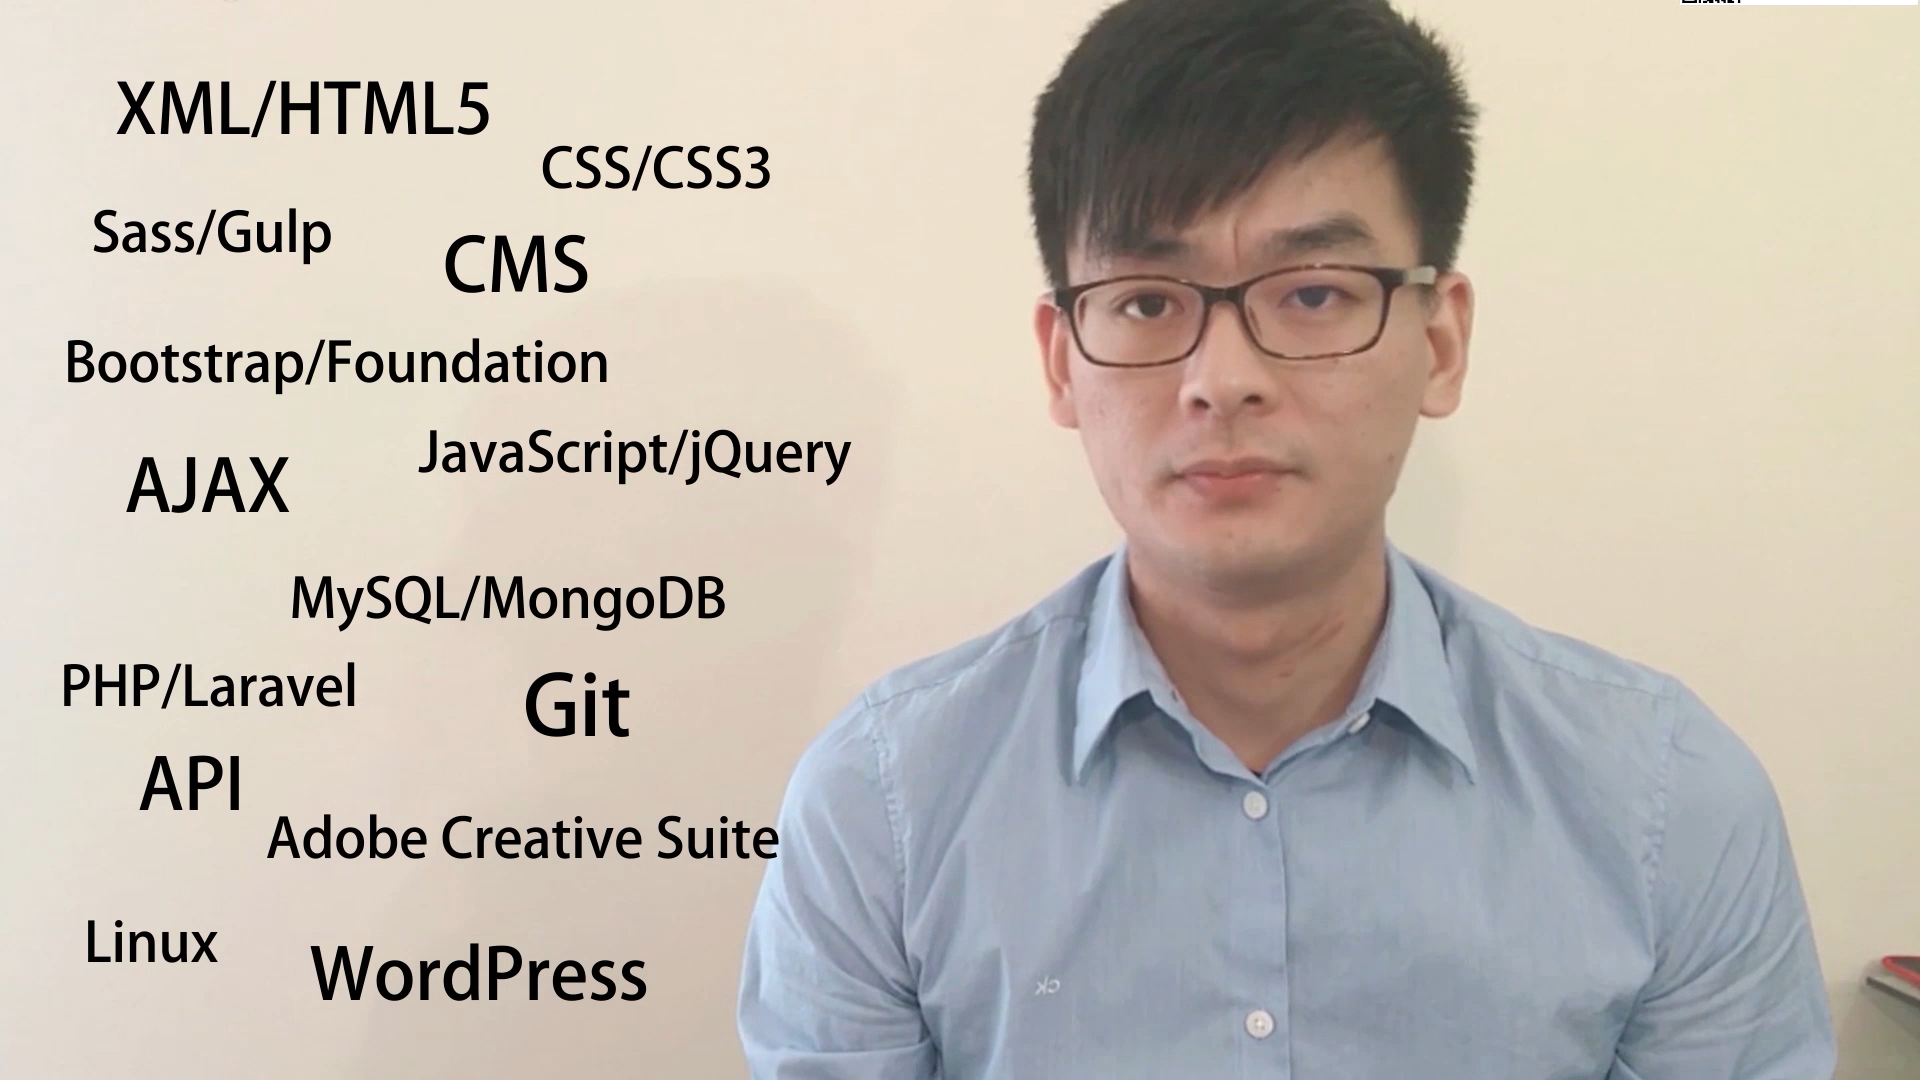 XML/HTML5
CSS/CSS3
Sass/Gulp
CMS
Bootstrap/Foundation
JavaScript/jQuery
AJAX
MySQL/MongoDB
PHP/Laravel
Git
API
Adobe Creative Suite
Linux
WordPress
ck